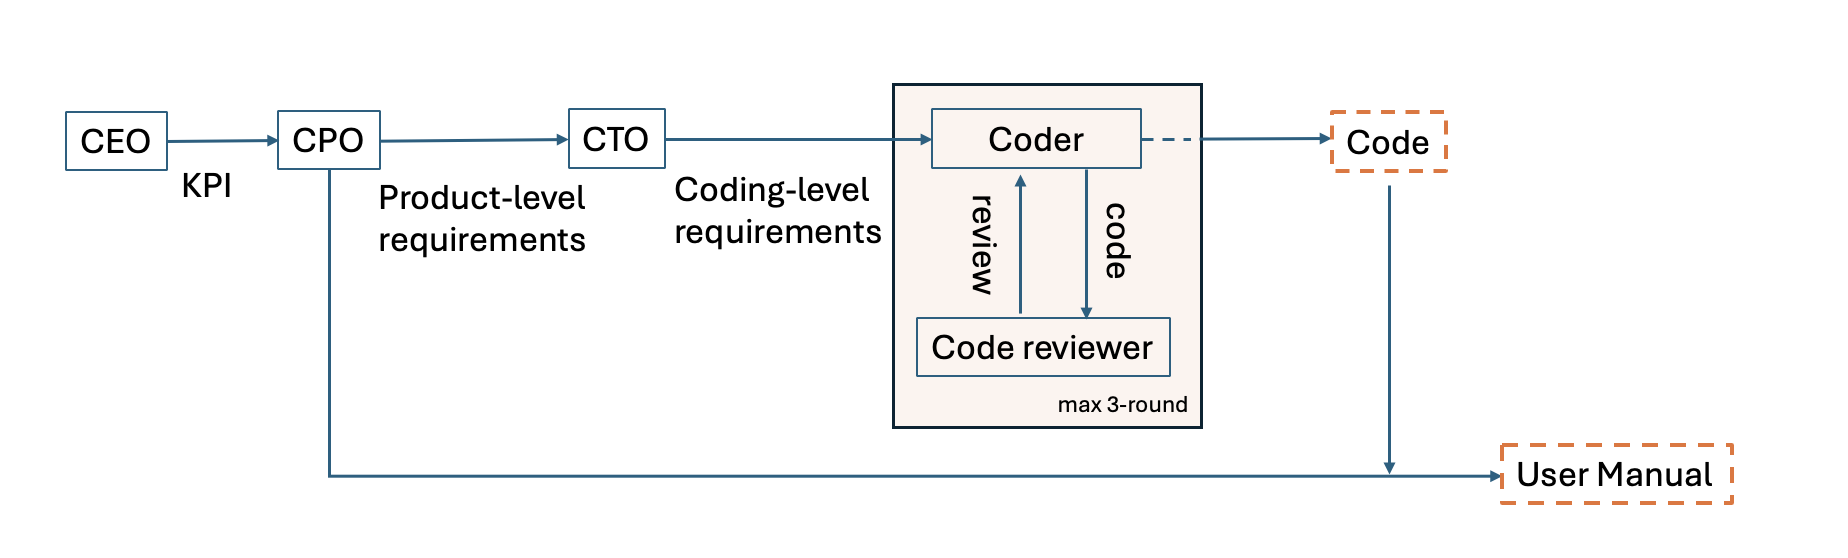 CEO
KPI
CPO
Product-level
requirements
CTO
Coding-level
requirements
Coder
review
code
Code reviewer
max 3-round
Code
User Manual